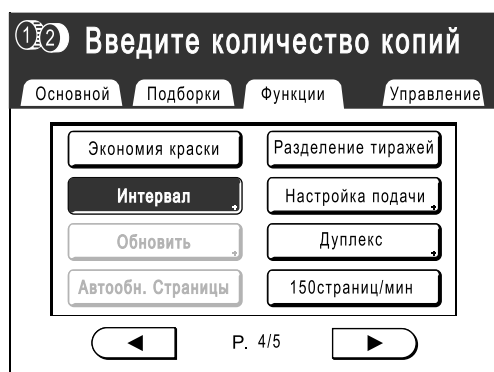 12 Введите количество копий
Основной Подборки Функции Управление
Экономия краски Разделение тиражей
Интервал Настройка подачи
Обновить Дуплекс
Автообн. Страницы 150страниц/мин
P. 4/5